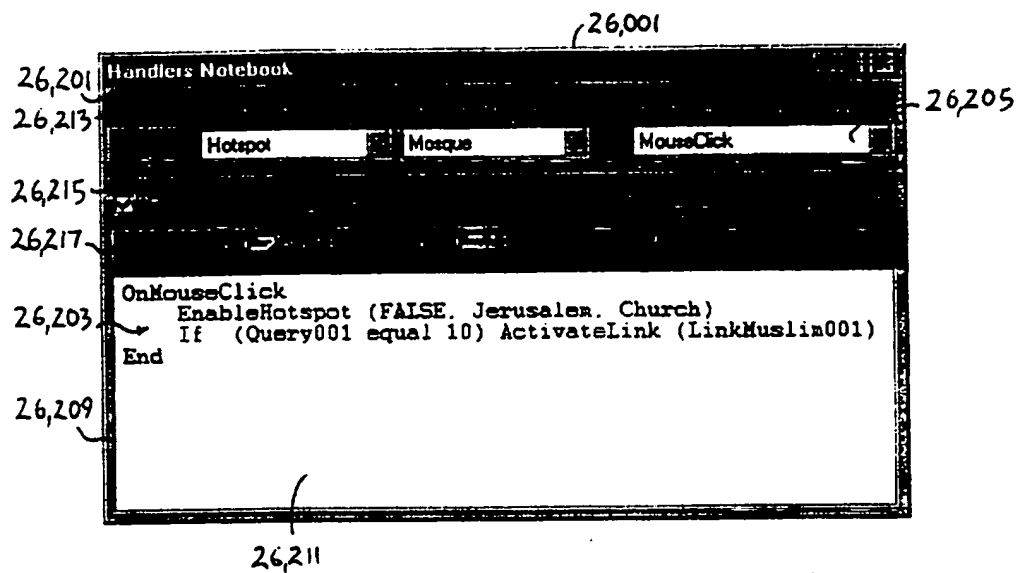 26,001
Handlers Notebook
26,201
26,205
26,213
Hotspot Mosque MouseClick
26,215
26,217
OnMouseClick
EnableHotspot (FALSE. Jerusalem. Church)
26,203
If (Query001 equal 10) ActivateLink (LinkMuslim001)
End
26,209
26,211